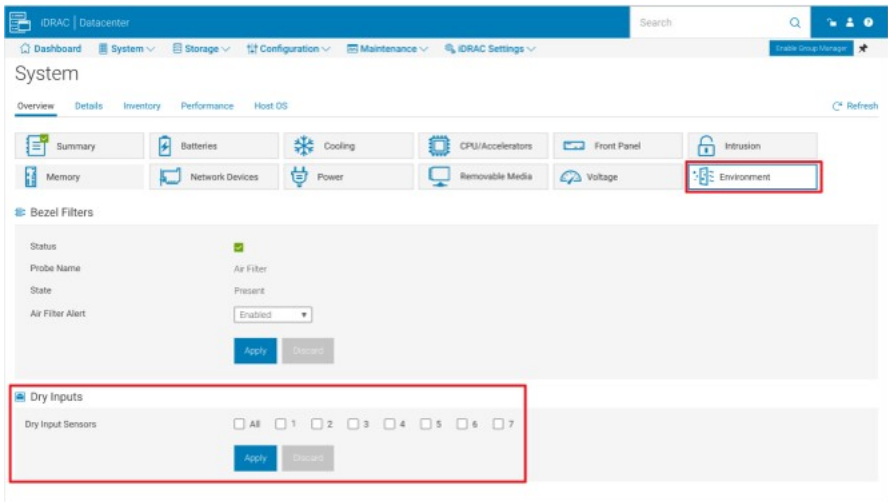 iDRAC | Datacenter Search
Dashboard System Storage Configuration Maintenance iDRAC Settings Enable Group Manager
System
Overview Details Inventory Performance Host OS Refresh
Summary Batteries Cooling CPU/Accelerators Front Panel Intrusion
Memory Network Devices Power Removable Media Voltage Environment
Bezel Filters
Status
Probe Name Air Filter
State Present
Air Filter Alert Enabled
Apply Discard
Dry Inputs
Dry Input Sensors All 1 2 3 4 5 6 7
Apply Discard